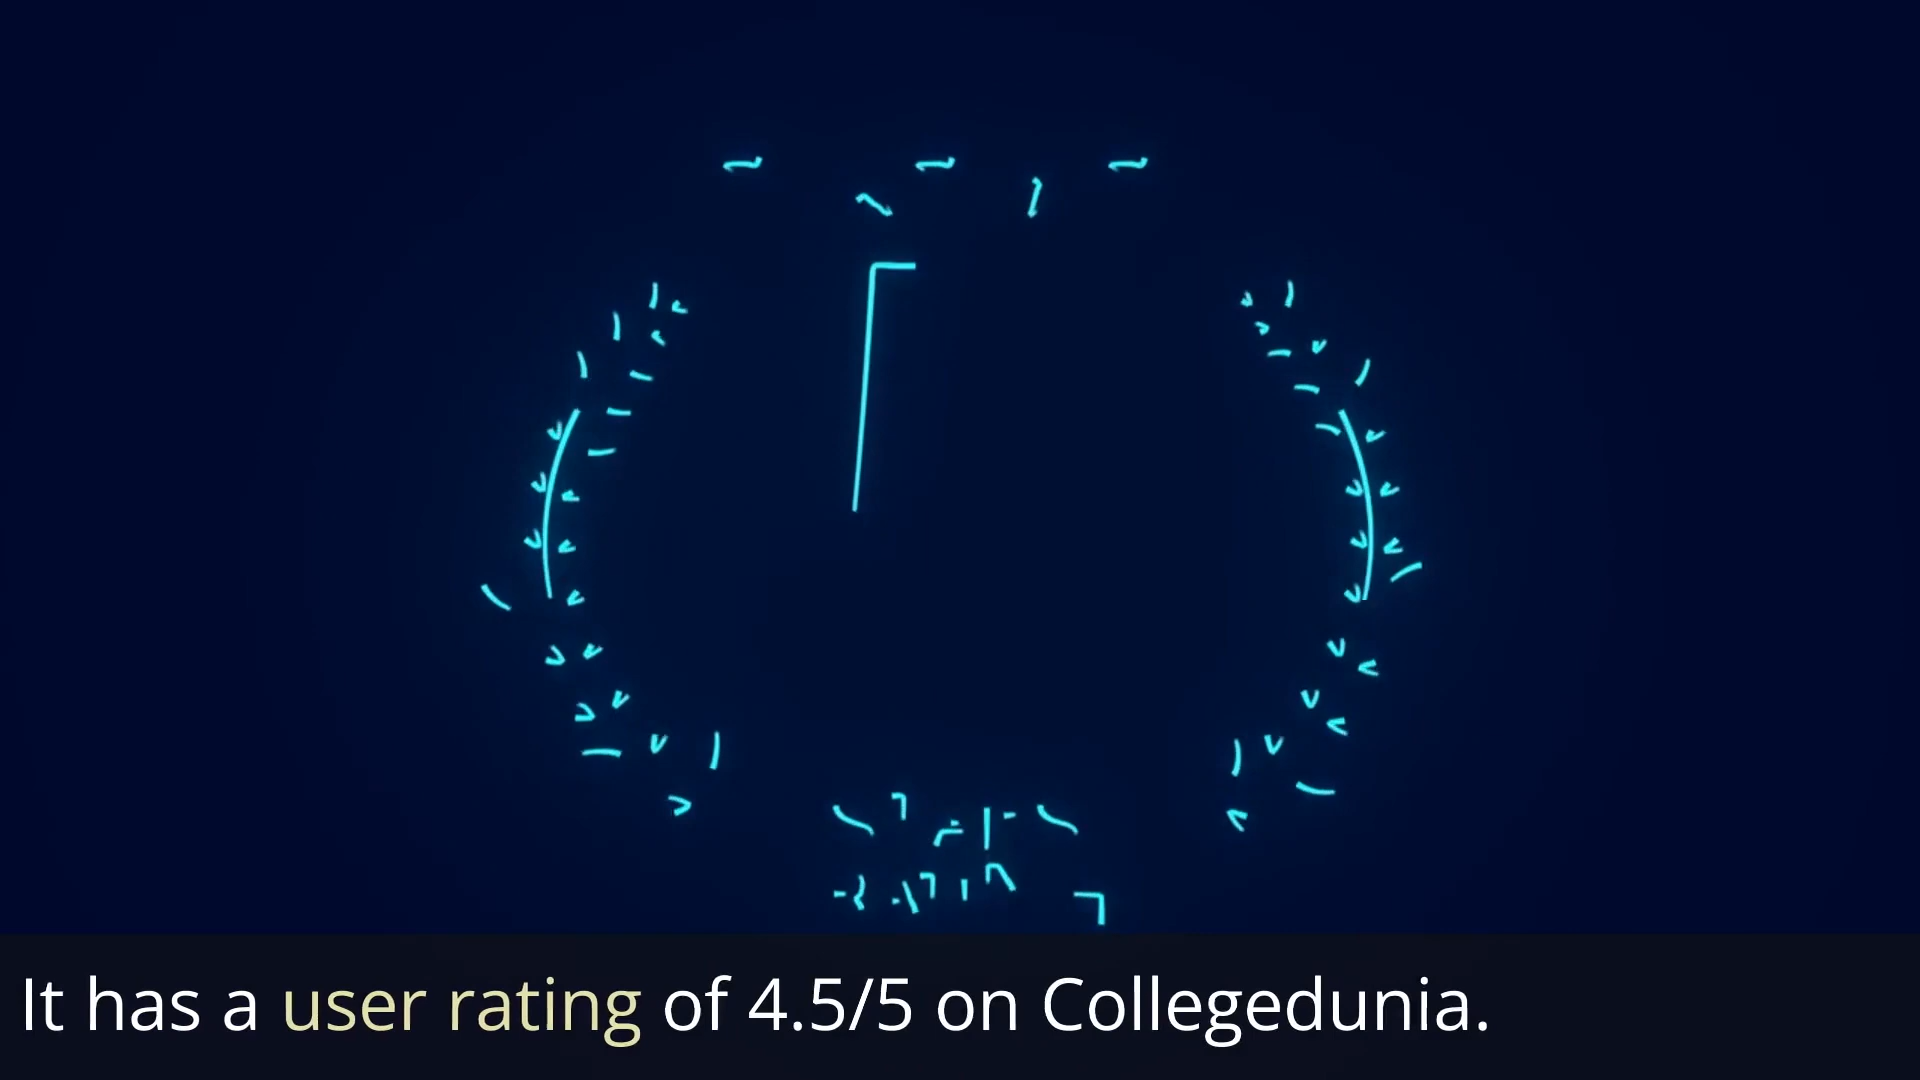 It has a user rating of 4.5/5 on Collegedunia.